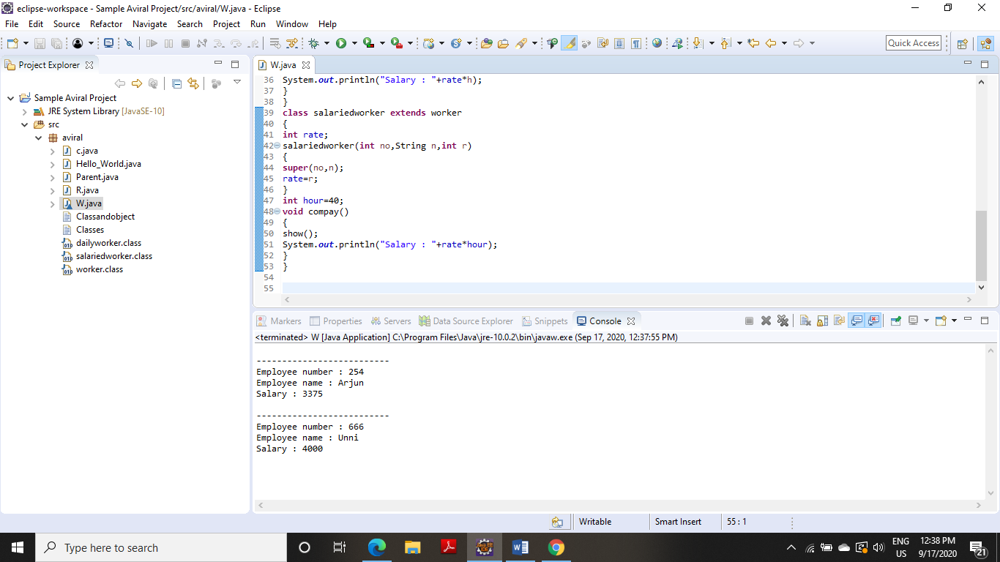 eclipse-workspace - Sample Aviral Project/src/aviral/W.java - Eclipse
File Edit Source Refactor Navigate Search Project Run Window Help
Quick Access
Project Explorer
Sample Aviral Project
JRE System Library [JavaSE-10]
src
aviral
c.java
Hello_World.java
Parent.java
R.java
W.java
Classandobject
Classes
dailyworker.class
salariedworker.class
worker.class
W.java
36 System.out.println("Salary : "+rate*h);
37 }
38 }
39 class salariedworker extends worker
40 {
41 int rate;
42 salariedworker(int no,String n,int r)
43 {
44 super(no,n);
45 rate=r;
46 }
47 int hour=40;
48 void compay()
49 {
50 show();
51 System.out.println("Salary : "+rate*hour);
52 }
53 }
54
55
Markers Properties Servers Data Source Explorer Snippets Console
<terminated> W [Java Application] C:\Program Files\Java\jre-10.0.2\bin\javaw.exe (Sep 17, 2020, 12:37:55 PM)
--------------------------
Employee number : 254
Employee name : Arjun
Salary : 3375
--------------------------
Employee number : 666
Employee name : Unni
Salary : 4000
Writable Smart Insert 55 : 1
Type here to search
ENG
US
12:38 PM
9/17/2020
21